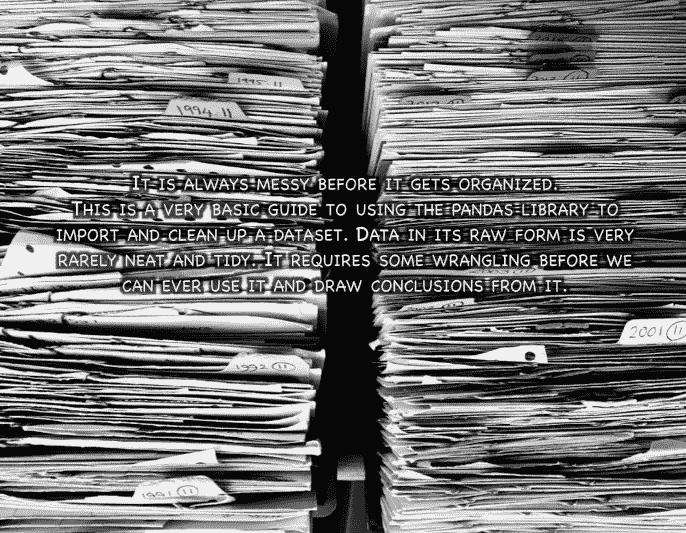 1995-11
1994-11
IT IS ALWAYS MESSY BEFORE IT GETS ORGANIZED.
THIS IS A VERY BASIC GUIDE TO USING THE PANDAS LIBRARY TO
IMPORT AND CLEAN UP A DATASET. DATA IN ITS RAW FORM IS VERY
RARELY NEAT AND TIDY. IT REQUIRES SOME WRANGLING BEFORE WE
CAN EVER USE IT AND DRAW CONCLUSIONS FROM IT.
2001 11
1992 11
1991 11